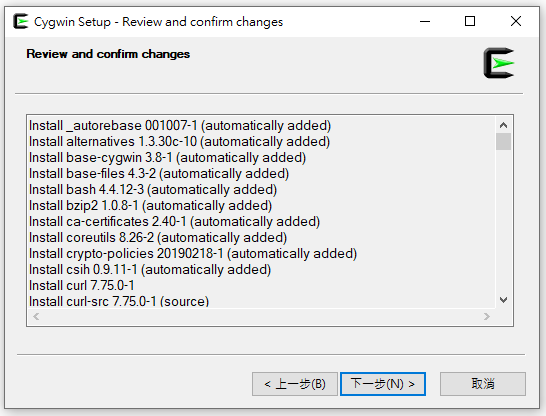 Cygwin Setup - Review and confirm changes
Review and confirm changes
Install _autorebase 001007-1 (automatically added)
Install alternatives 1.3.30c-10 (automatically added)
Install base-cygwin 3.8-1 (automatically added)
Install base-files 4.3-2 (automatically added)
Install bash 4.4.12-3 (automatically added)
Install bzip2 1.0.8-1 (automatically added)
Install ca-certificates 2.40-1 (automatically added)
Install coreutils 8.26-2 (automatically added)
Install crypto-policies 20190218-1 (automatically added)
Install csih 0.9.11-1 (automatically added)
Install curl 7.75.0-1
Install curl-src 7.75.0-1 (source)
< 上一步(B)
下一步(N) >
取消